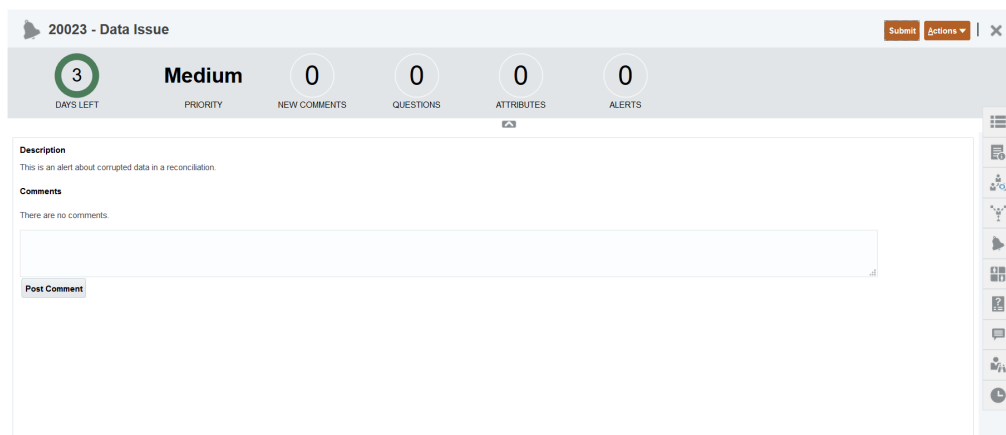 20023 - Data Issue
Submit
Actions
3
DAYS LEFT
Medium
PRIORITY
0
NEW COMMENTS
0
QUESTIONS
0
ATTRIBUTES
0
ALERTS
Description
This is an alert about corrupted data in a reconciliation.
Comments
There are no comments.
Post Comment